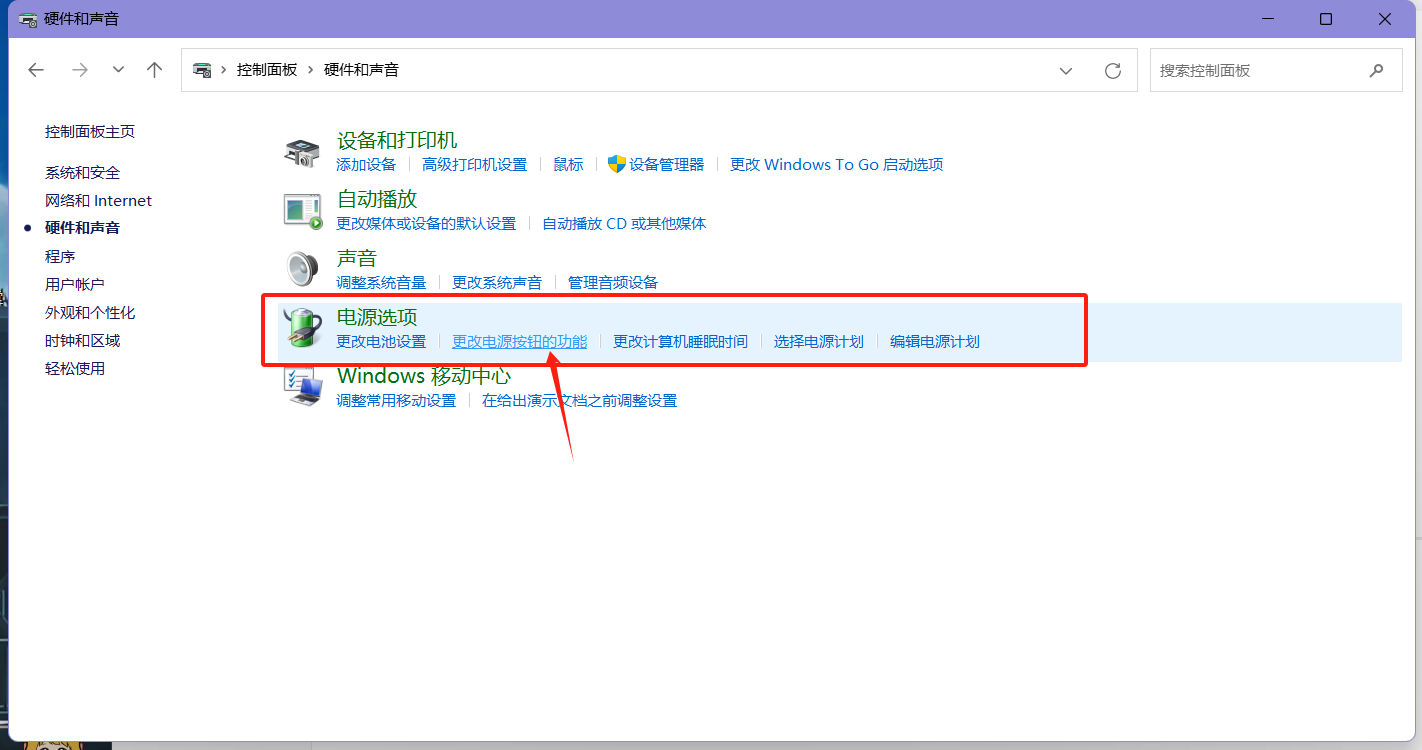 硬件和声音
控制面板 › 硬件和声音
搜索控制面板
控制面板主页
系统和安全
网络和 Internet
硬件和声音
程序
用户帐户
外观和个性化
时钟和区域
轻松使用
设备和打印机
添加设备 高级打印机设置 鼠标 设备管理器 更改 Windows To Go 启动选项
自动播放
更改媒体或设备的默认设置 自动播放 CD 或其他媒体
声音
调整系统音量 更改系统声音 管理音频设备
电源选项
更改电池设置 更改电源按钮的功能 更改计算机睡眠时间 选择电源计划 编辑电源计划
Windows 移动中心
调整常用移动设置 在给出演示文档之前调整设置